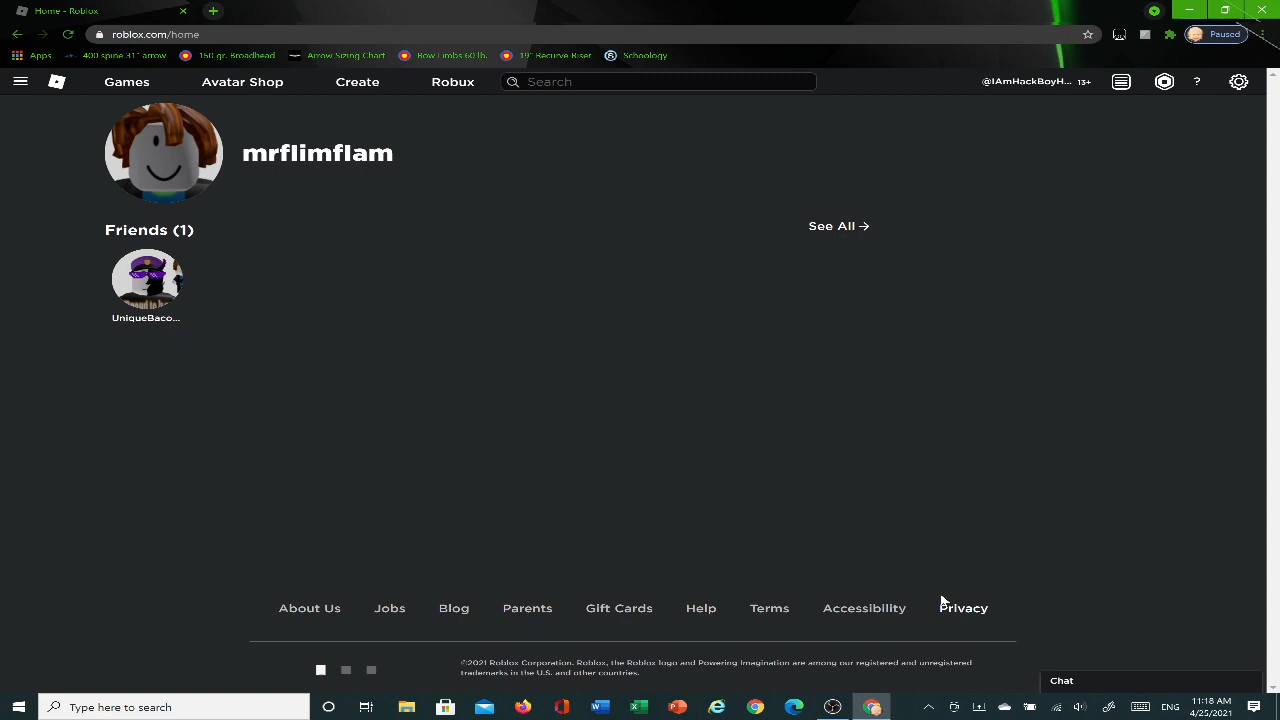 Home - Roblox
roblox.com/home
Paused
Apps 400 spine 31" arrow 150 gr. Broadhead Arrow Sizing Chart Bow Limbs 60 lb. 19" Recurve Riser Schoology
Games Avatar Shop Create Robux Search @IAmHackBoyH... 13+ ?
mrflimflam
Friends (1)
See All →
UniqueBaco...
About Us Jobs Blog Parents Gift Cards Help Terms Accessibility Privacy
©2021 Roblox Corporation. Roblox, the Roblox logo and Powering Imagination are among our registered and unregistered
trademarks in the U.S. and other countries.
Chat
Type here to search
ENG
11:18 AM
4/25/2021